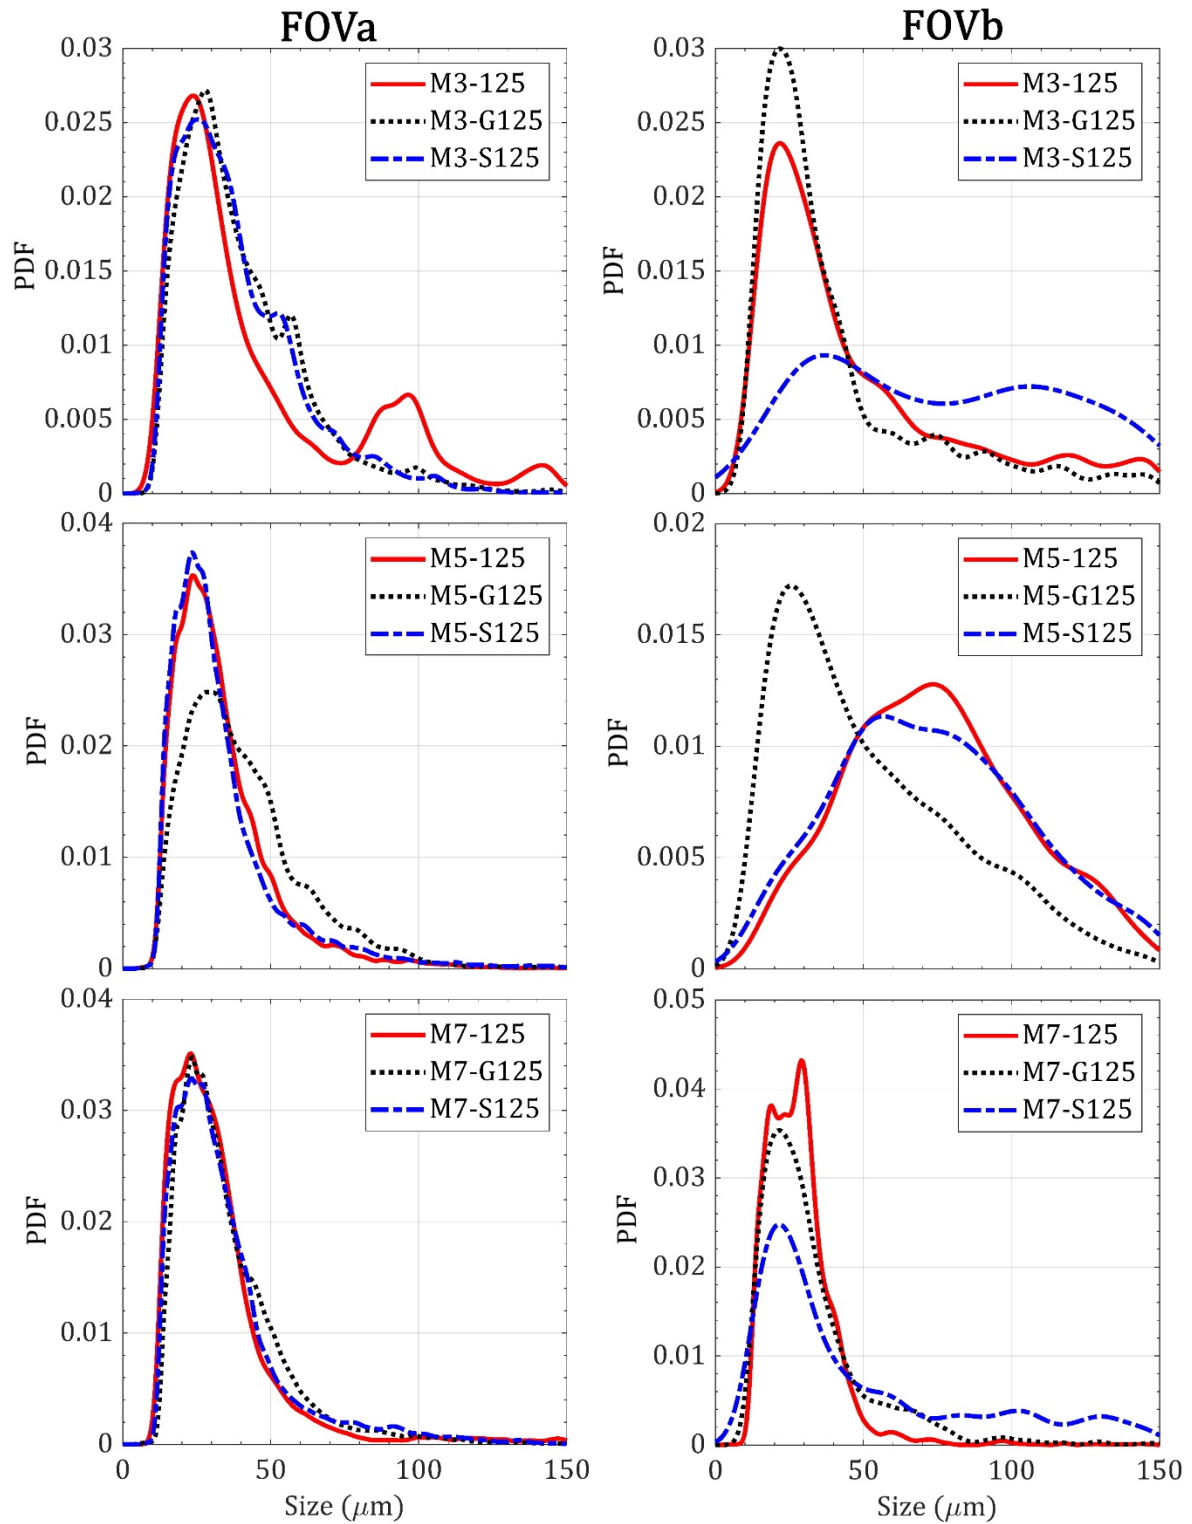 FOVa
FOVb
0.03
0.025
0.02
0.015
0.01
0.005
0
PDF
M3-125
M3-G125
M3-S125
0.03
0.025
0.02
0.015
0.01
0.005
0
PDF
M3-125
M3-G125
M3-S125
0.04
0.03
0.02
0.01
0
PDF
M5-125
M5-G125
M5-S125
0.02
0.015
0.01
0.005
0
PDF
M5-125
M5-G125
M5-S125
0.04
0.03
0.02
0.01
0
PDF
M7-125
M7-G125
M7-S125
0 50 100 150
Size (μm)
0.05
0.04
0.03
0.02
0.01
0
PDF
M7-125
M7-G125
M7-S125
0 50 100 150
Size (μm)